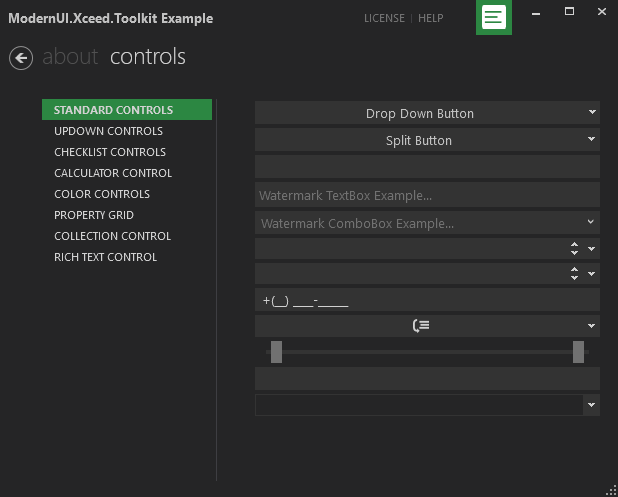 ModernUI.Xceed.Toolkit Example
LICENSE | HELP
about controls
STANDARD CONTROLS
UPDOWN CONTROLS
CHECKLIST CONTROLS
CALCULATOR CONTROL
COLOR CONTROLS
PROPERTY GRID
COLLECTION CONTROL
RICH TEXT CONTROL
Drop Down Button
Split Button
Watermark TextBox Example...
Watermark ComboBox Example...
+(__) ____-_____